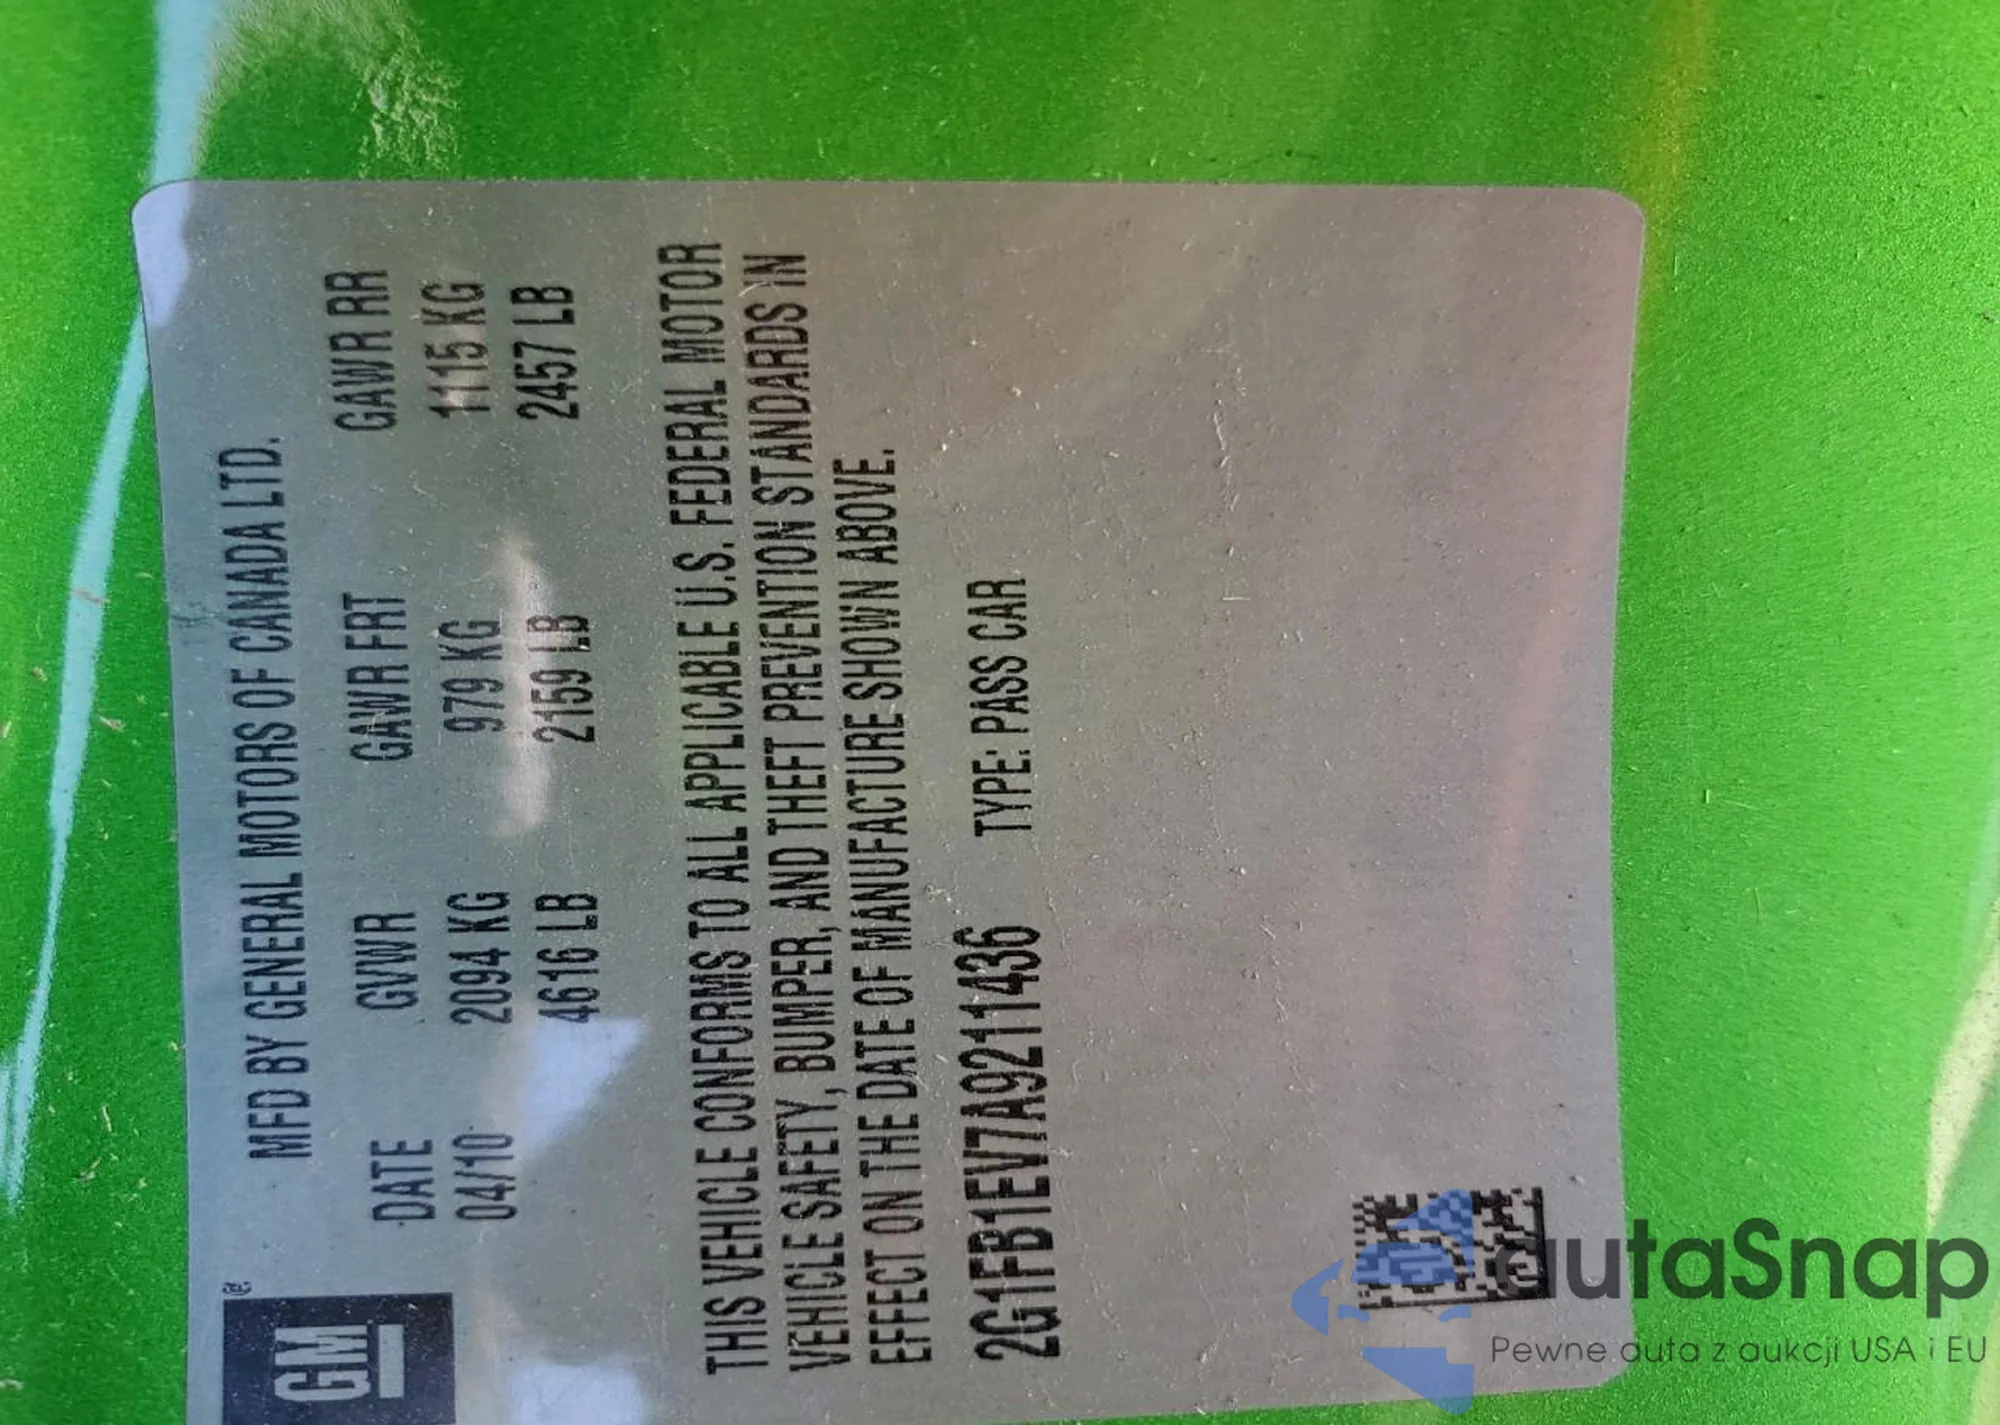 GM
®
MFD BY GENERAL MOTORS OF CANADA LTD.
DATE GVWR GAWR FRT GAWR RR
04/10 2094 KG 979 KG 1115 KG
4616 LB 2159 LB 2457 LB
THIS VEHICLE CONFORMS TO ALL APPLICABLE U.S. FEDERAL MOTOR
VEHICLE SAFETY, BUMPER, AND THEFT PREVENTION STANDARDS IN
EFFECT ON THE DATE OF MANUFACTURE SHOWN ABOVE.
2G1FB1EV7A9211436 TYPE: PASS CAR
autaSnap
Pewne auta z aukcji USA i EU